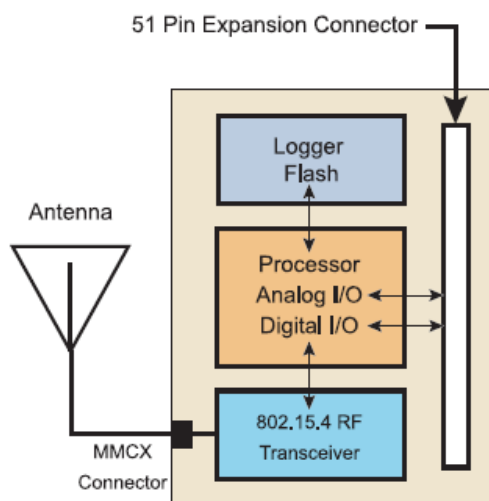 51 Pin Expansion Connector
Logger
Flash
Antenna
Processor
Analog I/O
Digital I/O
802.15.4 RF
Transceiver
MMCX
Connector